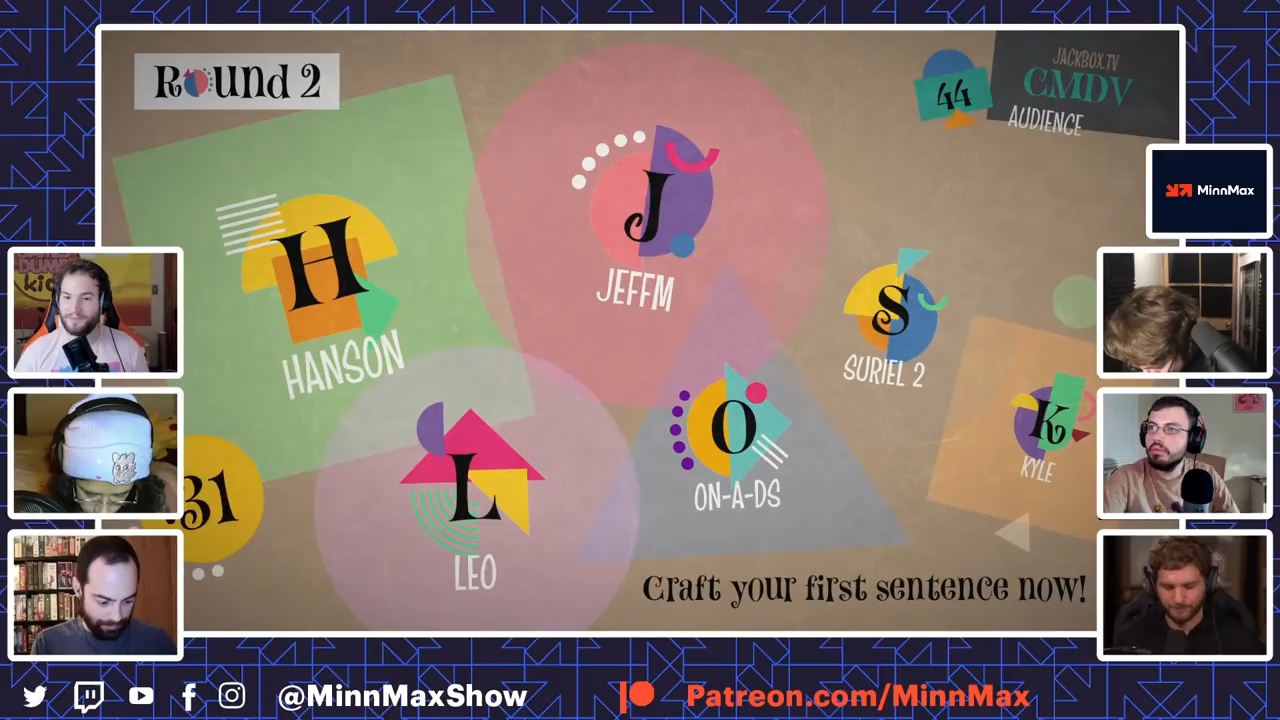 Round 2
44
JACKBOX.TV
CMDV
AUDIENCE
MinnMax
H
HANSON
J
JEFFM
S
SURIEL 2
K
KYLE
L
LEO
O
ON-A-DS
:31
Craft your first sentence now!
@MinnMaxShow
Patreon.com/MinnMax